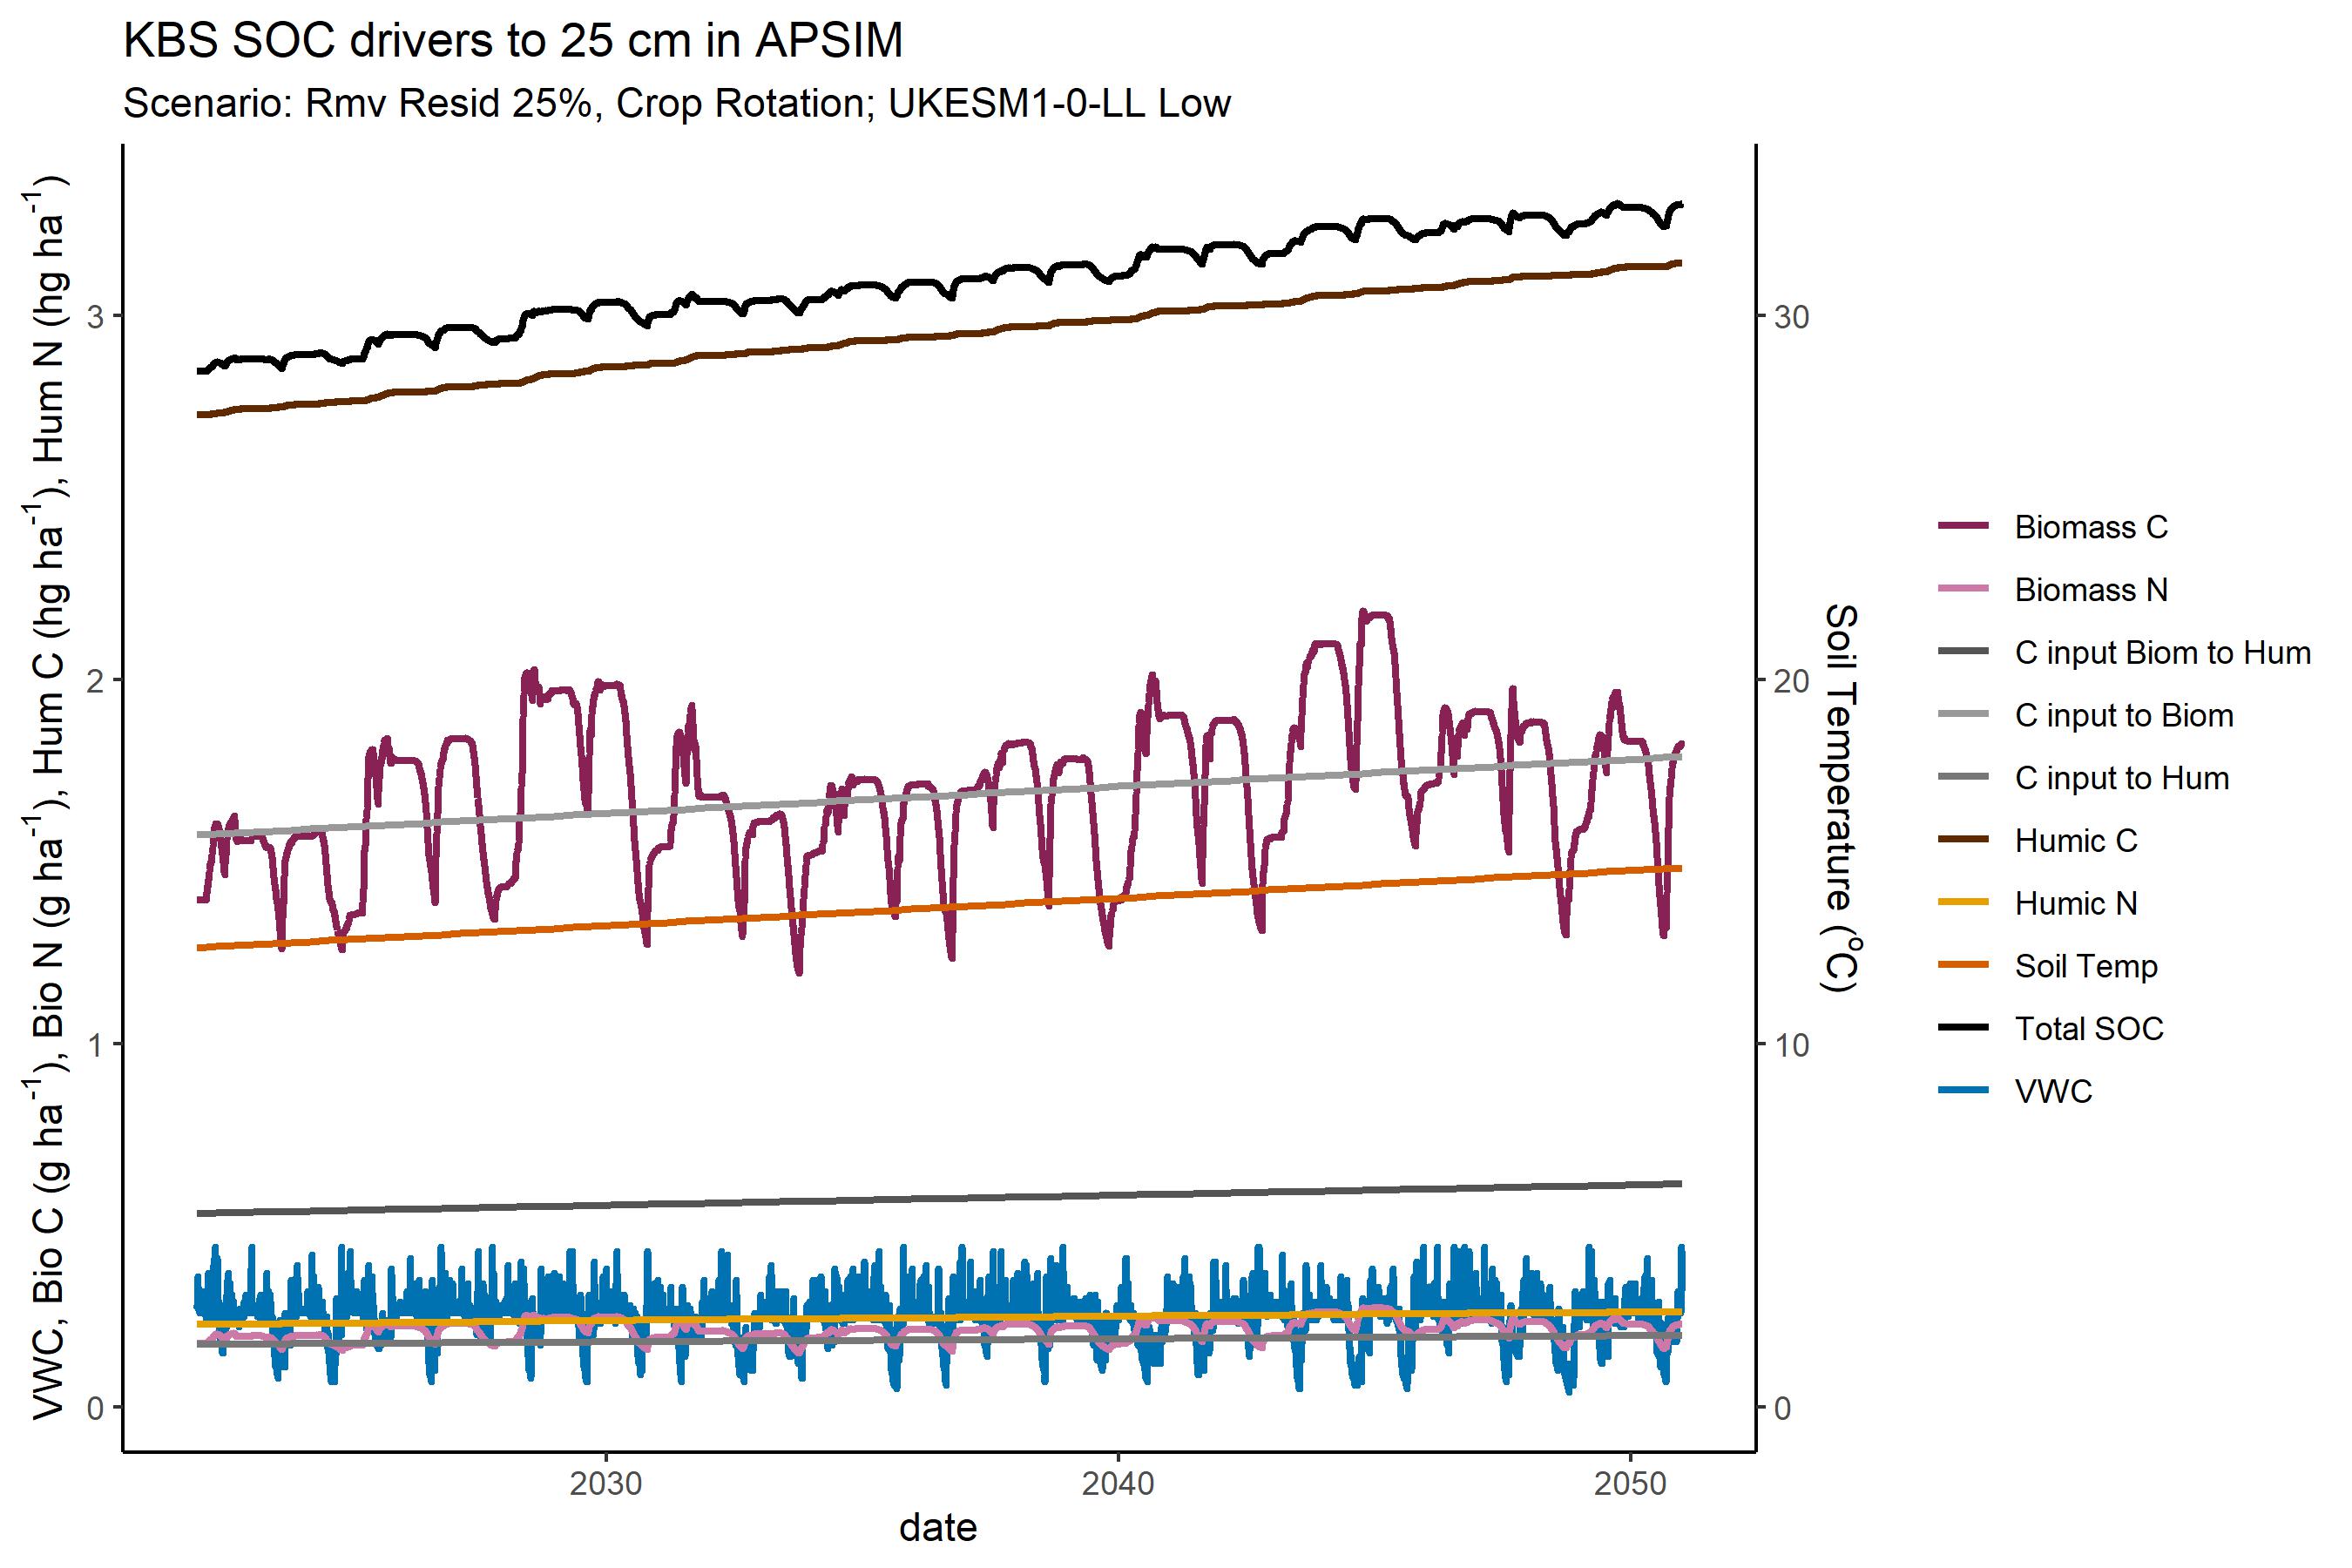 KBS SOC drivers to 25 cm in APSIM
Scenario: Rmv Resid 25%, Crop Rotation; UKESM1-0-LL Low
VWC, Bio C (g ha⁻¹), Bio N (g ha⁻¹), Hum C (hg ha⁻¹), Hum N (hg ha⁻¹)
3
2
1
0
30
20
10
0
Soil Temperature (°C)
2030
2040
2050
date
Biomass C
Biomass N
C input Biom to Hum
C input to Biom
C input to Hum
Humic C
Humic N
Soil Temp
Total SOC
VWC